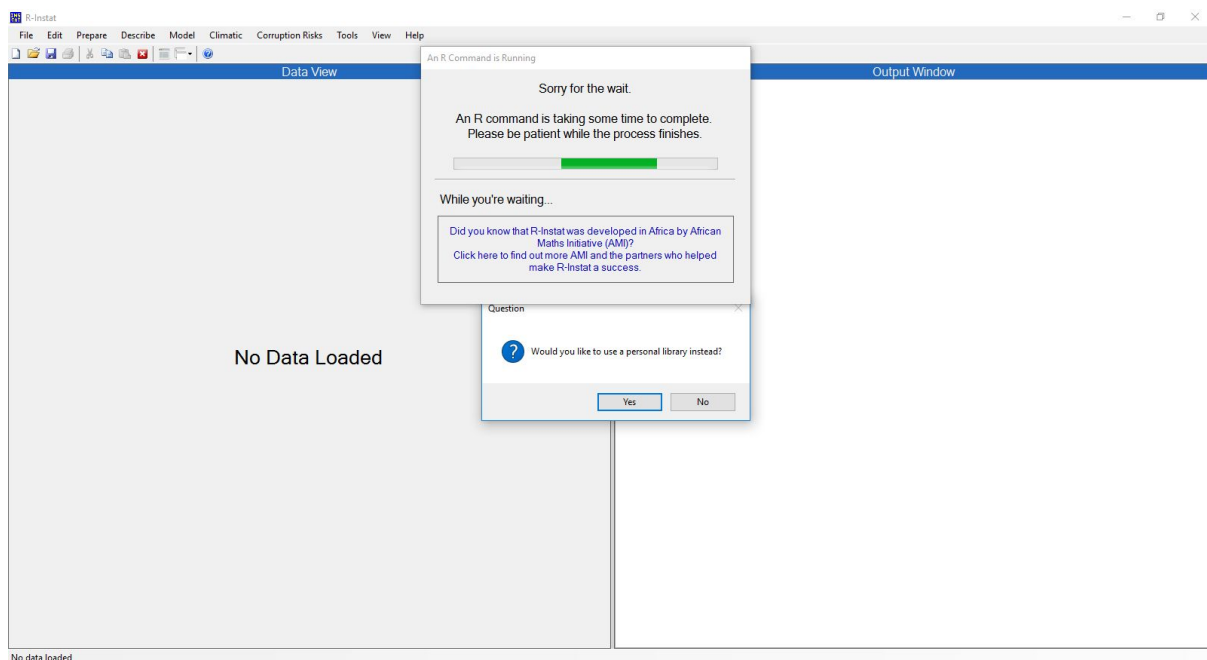 R-Instat
File Edit Prepare Describe Model Climatic Corruption Risks Tools View Help
Data View
Output Window
An R Command is Running
Sorry for the wait.
An R command is taking some time to complete.
Please be patient while the process finishes.
While you're waiting...
Did you know that R-Instat was developed in Africa by African
Maths Initiative (AMI)?
Click here to find out more AMI and the partners who helped
make R-Instat a success.
Question
Would you like to use a personal library instead?
Yes No
No Data Loaded
No data loaded